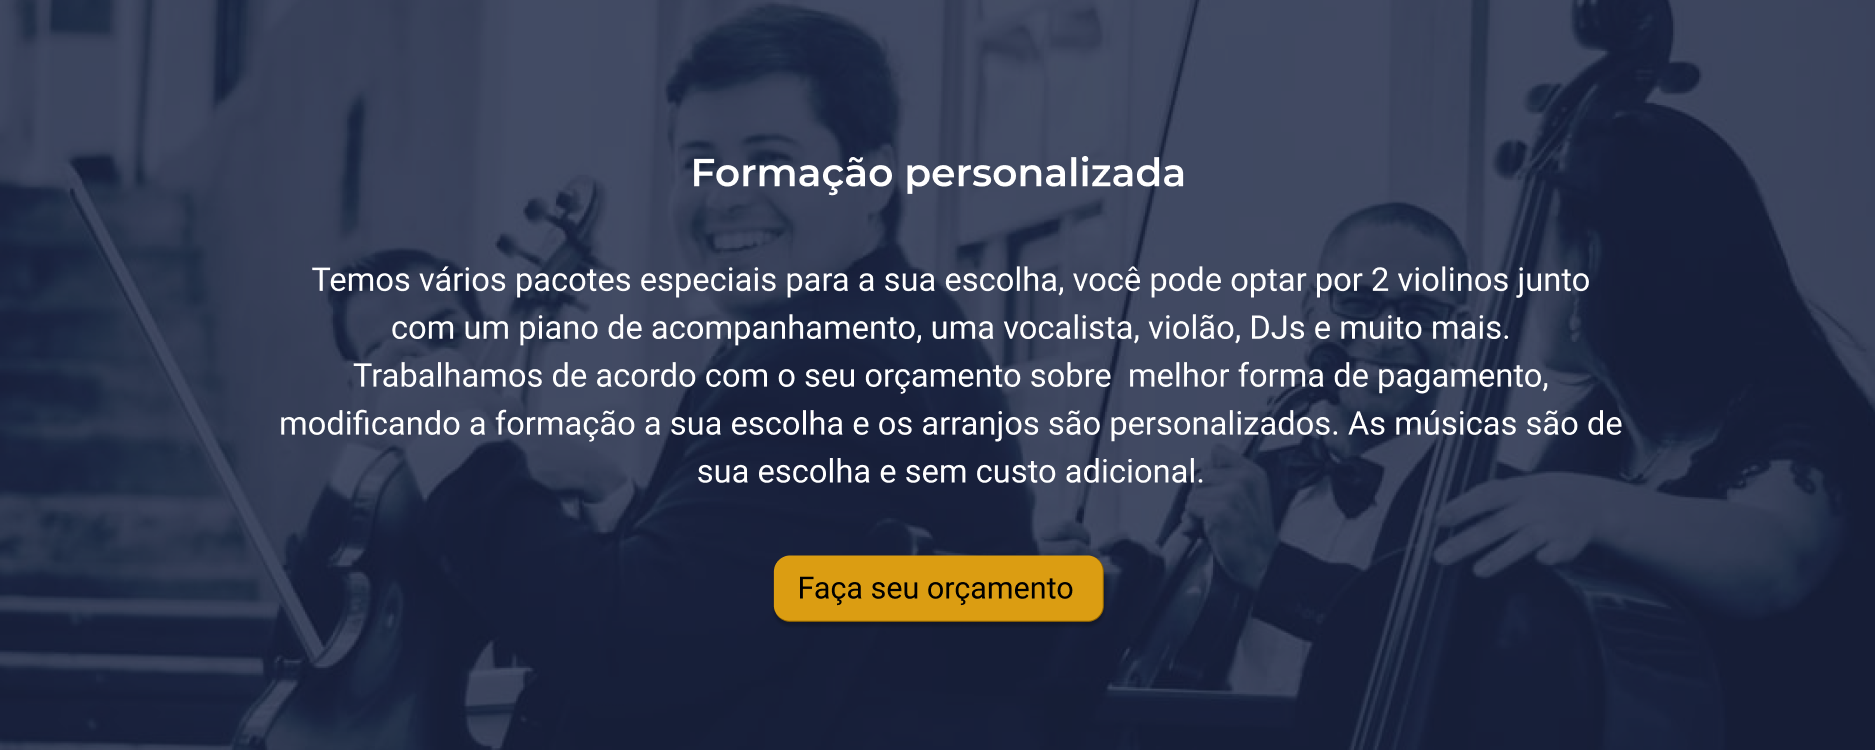 Formação personalizada
Temos vários pacotes especiais para a sua escolha, você pode optar por 2 violinos junto
com um piano de acompanhamento, uma vocalista, violão, DJs e muito mais.
Trabalhamos de acordo com o seu orçamento sobre  melhor forma de pagamento,
modificando a formação a sua escolha e os arranjos são personalizados. As músicas são de
sua escolha e sem custo adicional.
Faça seu orçamento